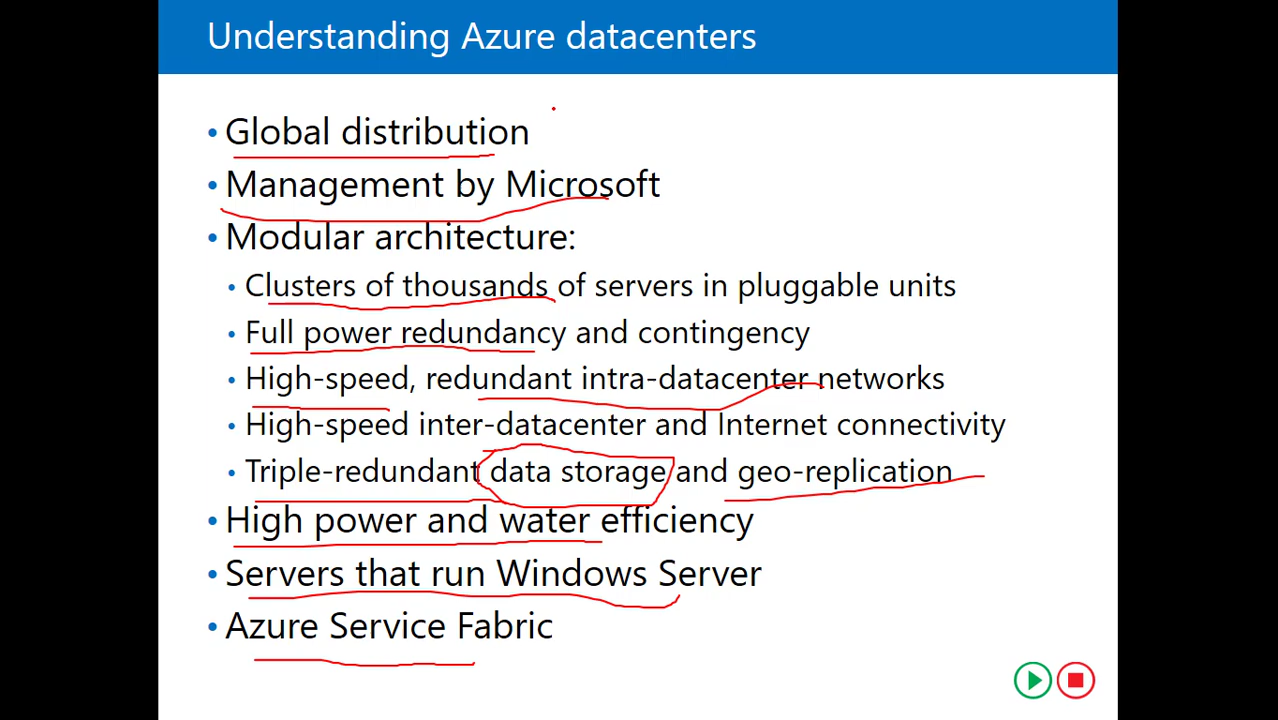 Understanding Azure datacenters
• Global distribution
• Management by Microsoft
• Modular architecture:
• Clusters of thousands of servers in pluggable units
• Full power redundancy and contingency
• High-speed, redundant intra-datacenter networks
• High-speed inter-datacenter and Internet connectivity
• Triple-redundant data storage and geo-replication
• High power and water efficiency
• Servers that run Windows Server
• Azure Service Fabric